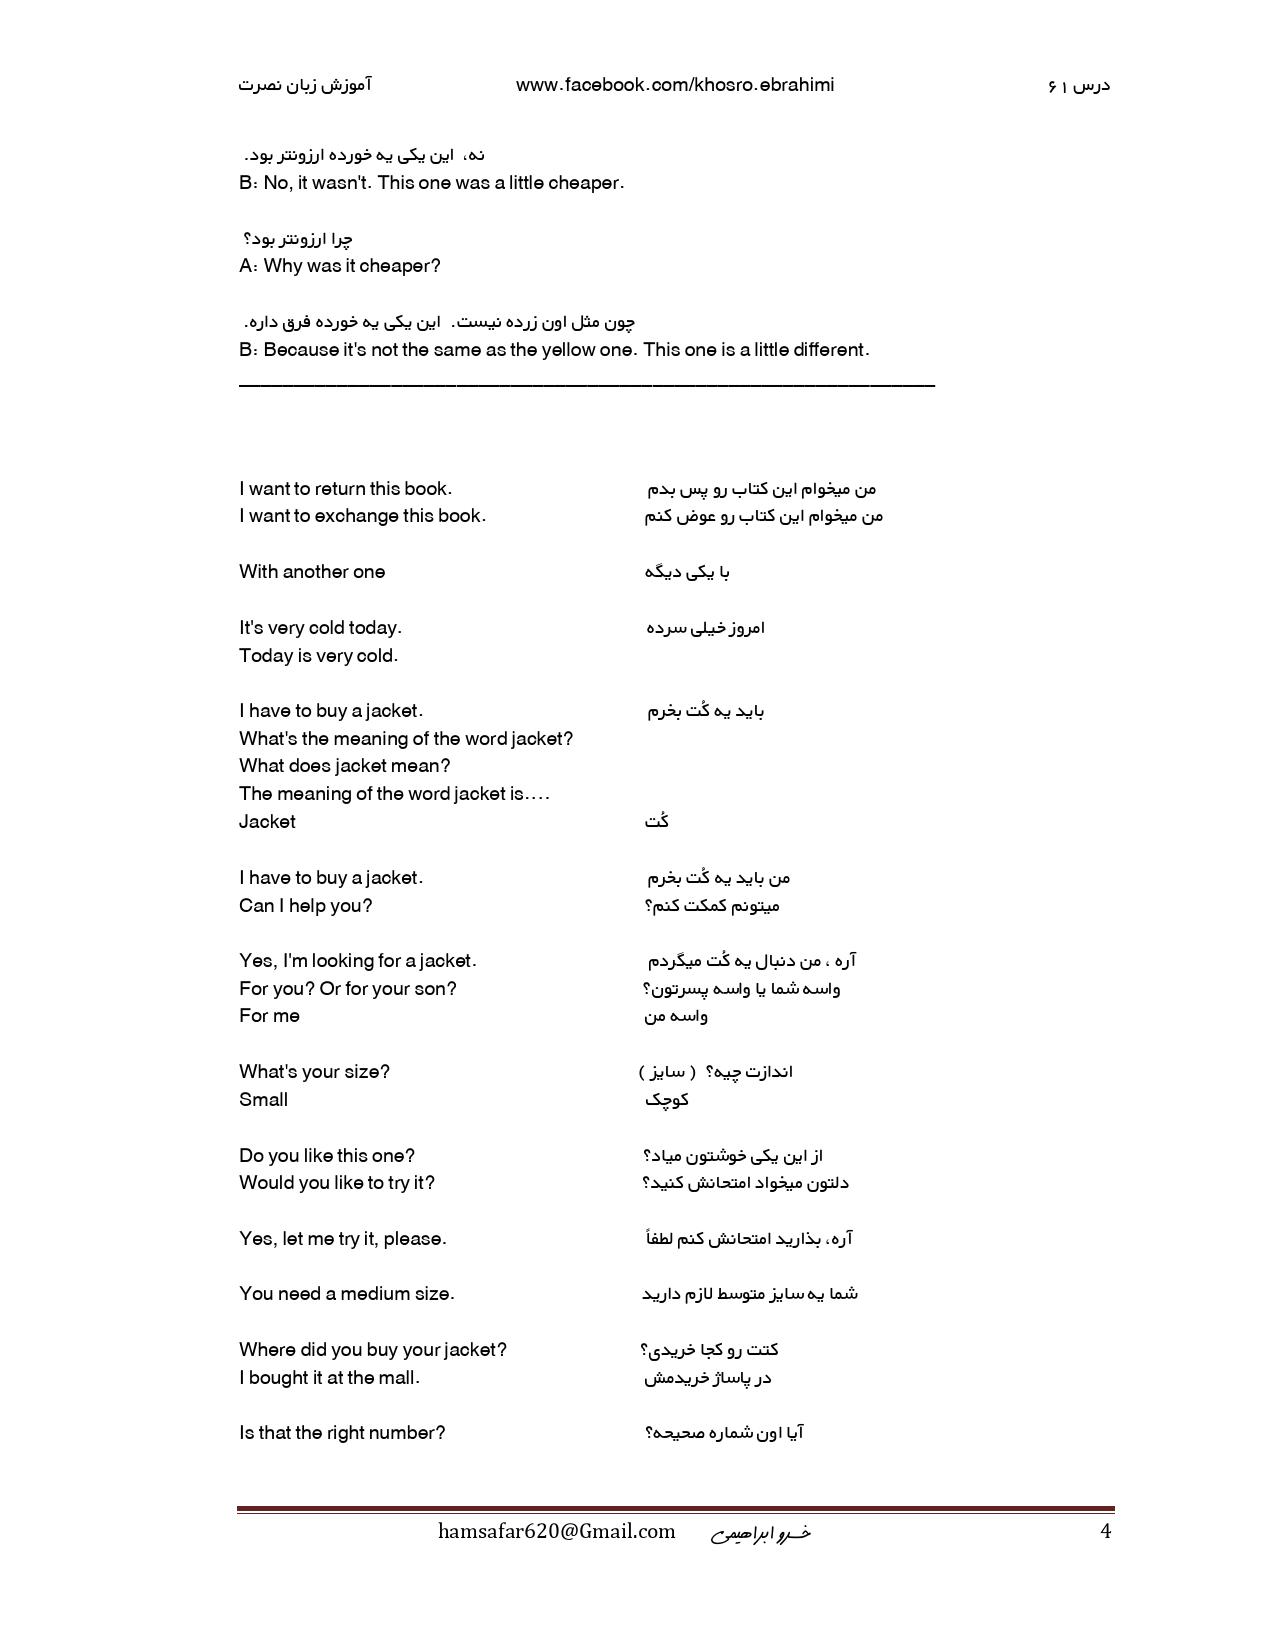 آموزش زبان نصرت www.facebook.com/khosro.ebrahimi درس ۶۱
نه، این یکی یه خورده ارزونتر بود.
B: No, it wasn't. This one was a little cheaper.
چرا ارزونتر بود؟
A: Why was it cheaper?
چون مثل اون زرده نیست. این یکی یه خورده فرق داره.
B: Because it's not the same as the yellow one. This one is a little different.
I want to return this book. من میخوام این کتاب رو پس بدم
I want to exchange this book. من میخوام این کتاب رو عوض کنم
With another one با یکی دیگه
It's very cold today. امروز خیلی سرده
Today is very cold.
I have to buy a jacket. باید یه کُت بخرم
What's the meaning of the word jacket?
What does jacket mean?
The meaning of the word jacket is....
Jacket کُت
I have to buy a jacket. من باید یه کُت بخرم
Can I help you? میتونم کمکت کنم؟
Yes, I'm looking for a jacket. آره ، من دنبال یه کُت میگردم
For you? Or for your son? واسه شما یا واسه پسرتون؟
For me واسه من
What's your size? اندازت چیه؟ ( سایز )
Small کوچک
Do you like this one? از این یکی خوشتون میاد؟
Would you like to try it? دلتون میخواد امتحانش کنید؟
Yes, let me try it, please. آره، بذارید امتحانش کنم لطفاً
You need a medium size. شما یه سایز متوسط لازم دارید
Where did you buy your jacket? کتت رو کجا خریدی؟
I bought it at the mall. در پاساژ خریدمش
Is that the right number? آیا اون شماره صحیحه؟
hamsafar620@Gmail.com خسرو ابراهیمی 4